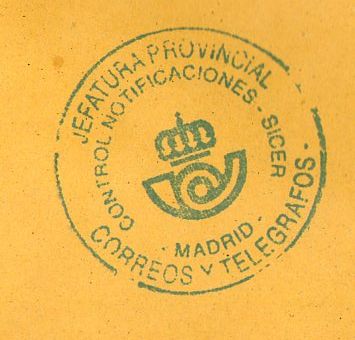 JEFATURA PROVINCIAL
CONTROL NOTIFICACIONES - SICER
- MADRID -
CORREOS Y TELEGRAFOS -